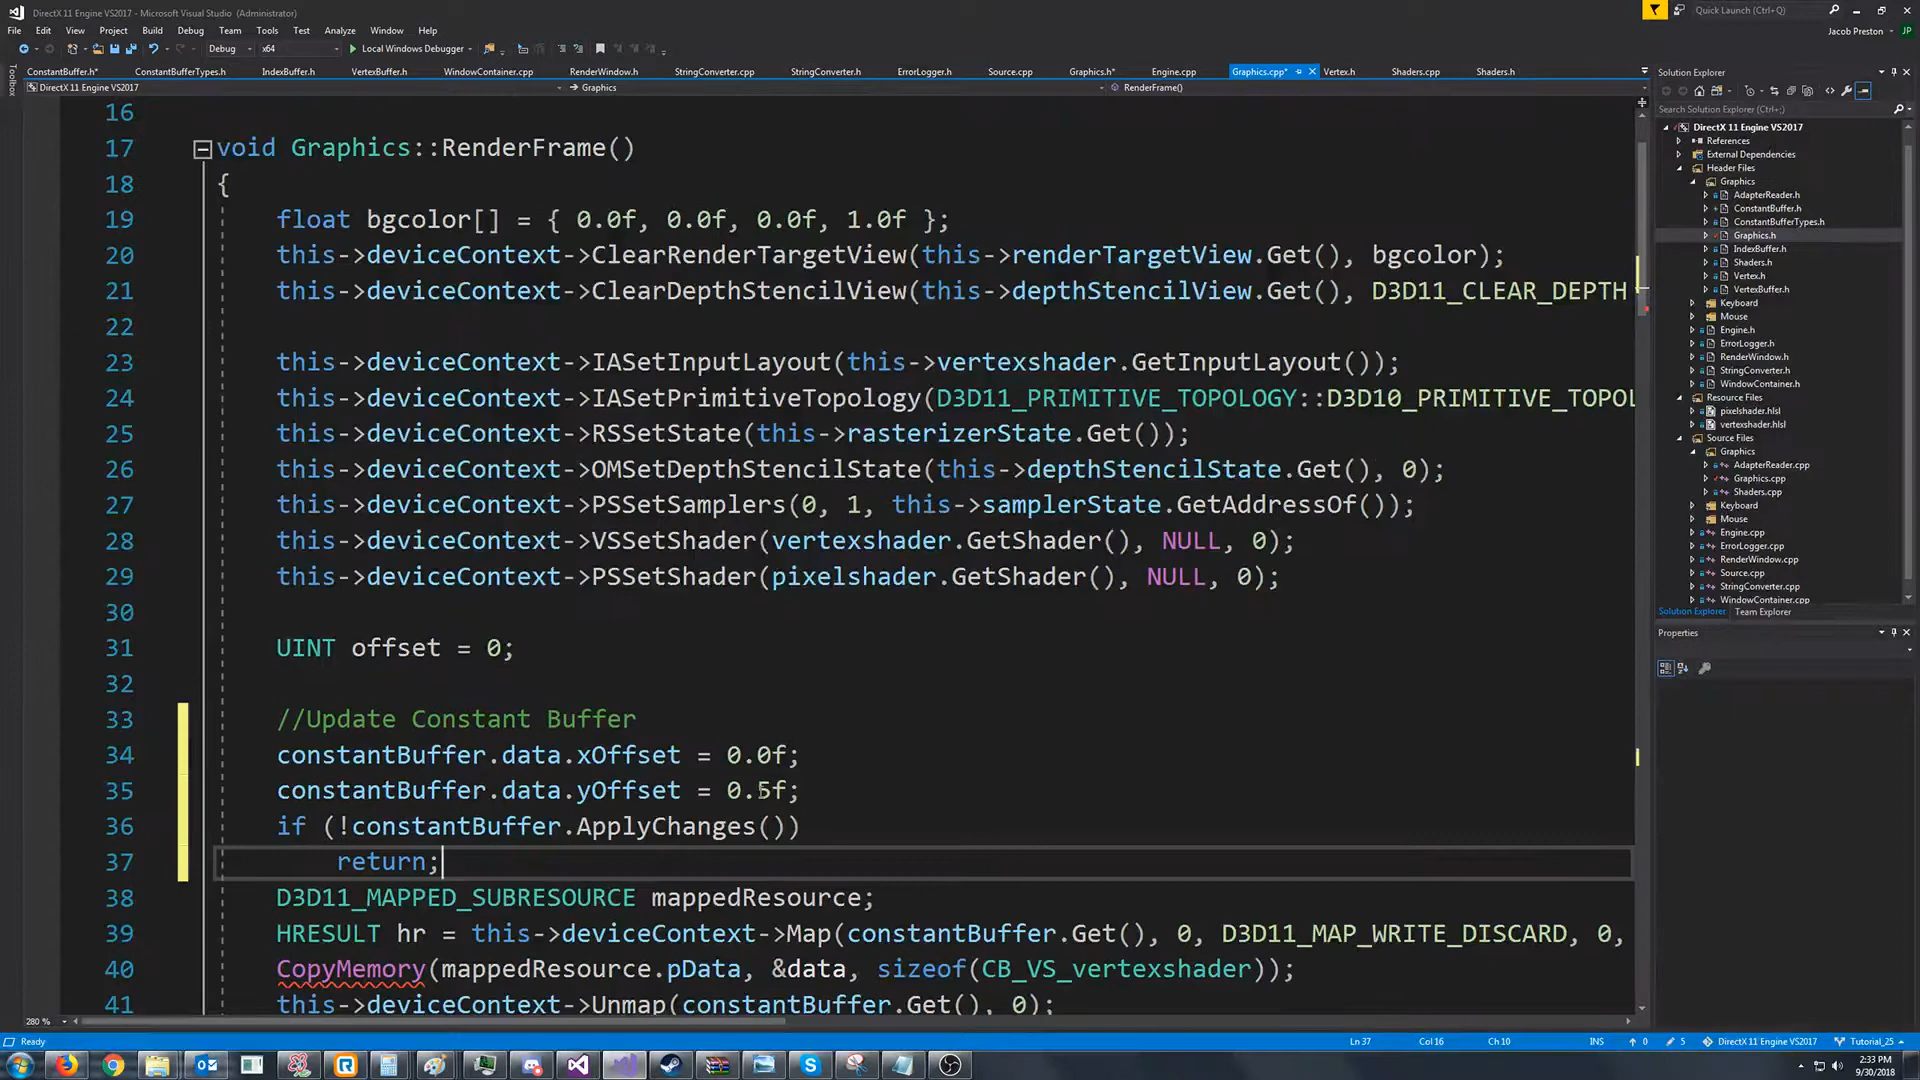 DirectX 11 Engine VS2017 - Microsoft Visual Studio (Administrator)
Quick Launch (Ctrl+Q)
File Edit View Project Build Debug Team Tools Test Analyze Window Help
Jacob Preston JP
Debug x64 Local Windows Debugger
Toolbox
ConstantBuffer.h* ConstantBufferTypes.h IndexBuffer.h VertexBuffer.h WindowContainer.cpp RenderWindow.h StringConverter.cpp StringConverter.h ErrorLogger.h Source.cpp Graphics.h* Engine.cpp Graphics.cpp* Vertex.h Shaders.cpp Shaders.h
DirectX 11 Engine VS2017 Graphics RenderFrame()
16
17 void Graphics::RenderFrame()
18 {
19 float bgcolor[] = { 0.0f, 0.0f, 0.0f, 1.0f };
20 this->deviceContext->ClearRenderTargetView(this->renderTargetView.Get(), bgcolor);
21 this->deviceContext->ClearDepthStencilView(this->depthStencilView.Get(), D3D11_CLEAR_DEPTH
22
23 this->deviceContext->IASetInputLayout(this->vertexshader.GetInputLayout());
24 this->deviceContext->IASetPrimitiveTopology(D3D11_PRIMITIVE_TOPOLOGY::D3D10_PRIMITIVE_TOPOL
25 this->deviceContext->RSSetState(this->rasterizerState.Get());
26 this->deviceContext->OMSetDepthStencilState(this->depthStencilState.Get(), 0);
27 this->deviceContext->PSSetSamplers(0, 1, this->samplerState.GetAddressOf());
28 this->deviceContext->VSSetShader(vertexshader.GetShader(), NULL, 0);
29 this->deviceContext->PSSetShader(pixelshader.GetShader(), NULL, 0);
30
31 UINT offset = 0;
32
33 //Update Constant Buffer
34 constantBuffer.data.xOffset = 0.0f;
35 constantBuffer.data.yOffset = 0.5f;
36 if (!constantBuffer.ApplyChanges())
37 return;
38 D3D11_MAPPED_SUBRESOURCE mappedResource;
39 HRESULT hr = this->deviceContext->Map(constantBuffer.Get(), 0, D3D11_MAP_WRITE_DISCARD, 0,
40 CopyMemory(mappedResource.pData, &data, sizeof(CB_VS_vertexshader));
41 this->deviceContext->Unmap(constantBuffer.Get(), 0);
280 %
Solution Explorer
Search Solution Explorer (Ctrl+;)
DirectX 11 Engine VS2017
References
External Dependencies
Header Files
Graphics
AdapterReader.h
ConstantBuffer.h
ConstantBufferTypes.h
Graphics.h
IndexBuffer.h
Shaders.h
Vertex.h
VertexBuffer.h
Keyboard
Mouse
Engine.h
ErrorLogger.h
RenderWindow.h
StringConverter.h
WindowContainer.h
Resource Files
pixelshader.hlsl
vertexshader.hlsl
Source Files
Graphics
AdapterReader.cpp
Graphics.cpp
Shaders.cpp
Keyboard
Mouse
Engine.cpp
ErrorLogger.cpp
RenderWindow.cpp
Source.cpp
StringConverter.cpp
WindowContainer.cpp
Solution Explorer Team Explorer
Properties
Ready Ln 37 Col 16 Ch 10 INS 0 5 DirectX 11 Engine VS2017 Tutorial_25
2:33 PM
9/30/2018